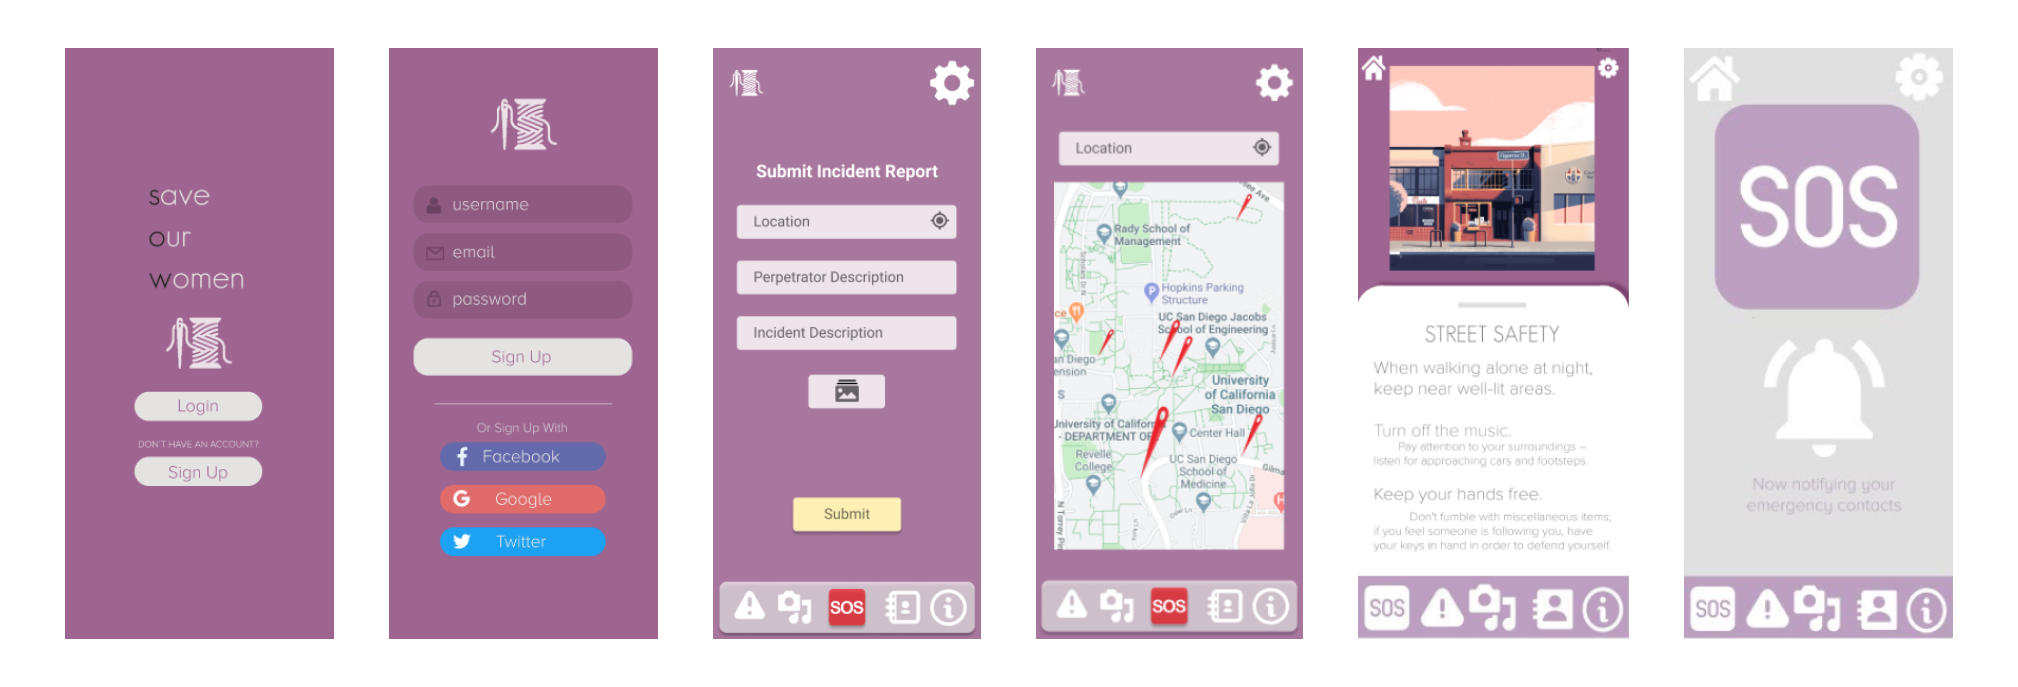 save
our
women
Login
DON'T HAVE AN ACCOUNT?
Sign Up
username
email
password
Sign Up
Or Sign Up With
Facebook
Google
Twitter
Submit Incident Report
Location
Perpetrator Description
Incident Description
Submit
SOS
Location
Rady School of
Management
Hopkins Parking
Structure
UC San Diego Jacobs
School of Engineering
San Diego
University
of California
San Diego
University of California
- DEPARTMENT OF
Center Hall
Revelle
College
UC San Diego
School of
Medicine
SOS
STREET SAFETY
When walking alone at night,
keep near well-lit areas.
Turn off the music.
Pay attention to your surroundings –
listen for approaching cars and footsteps.
Keep your hands free.
Don't fumble with miscellaneous items;
if you feel someone is following you, have
your keys in hand in order to defend yourself.
SOS
SOS
Now notifying your
emergency contacts
SOS